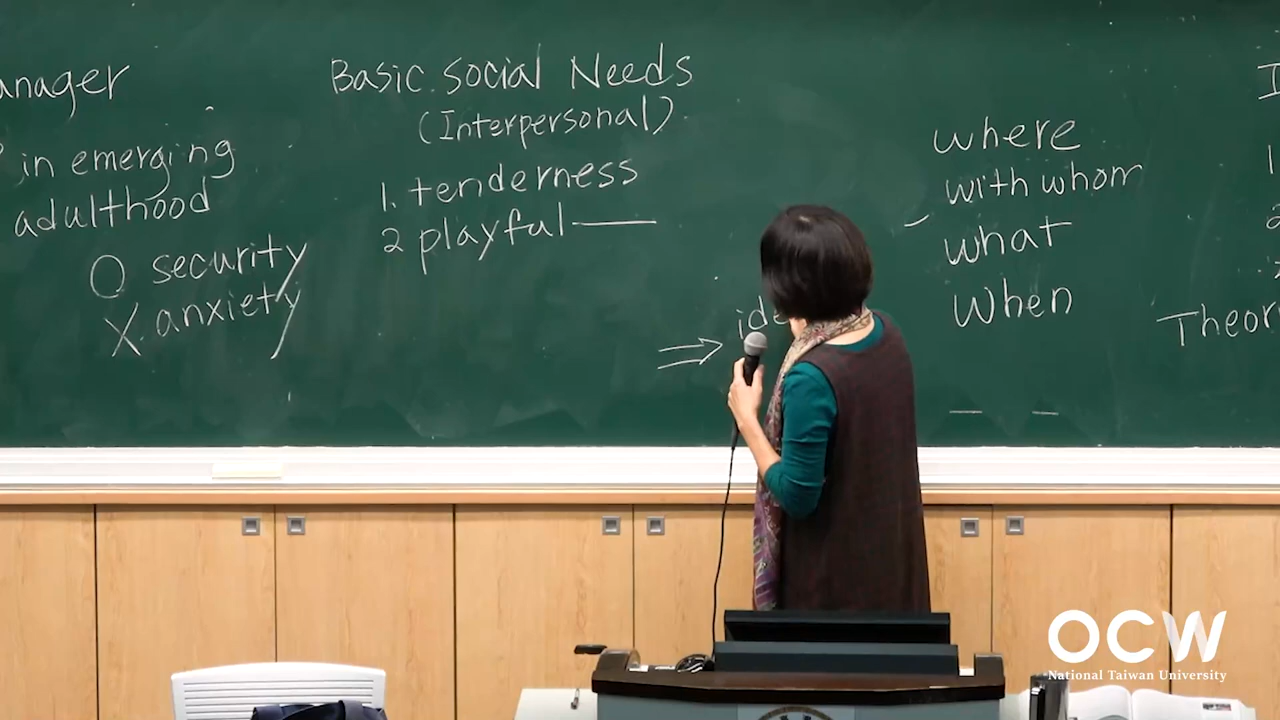 anager
in emerging
adulthood
O security
X. anxiety
Basic Social Needs
(Interpersonal)
1. tenderness
2 playful —
⇒ ide
where
with whom
what
When
Theor
OCW
National Taiwan University